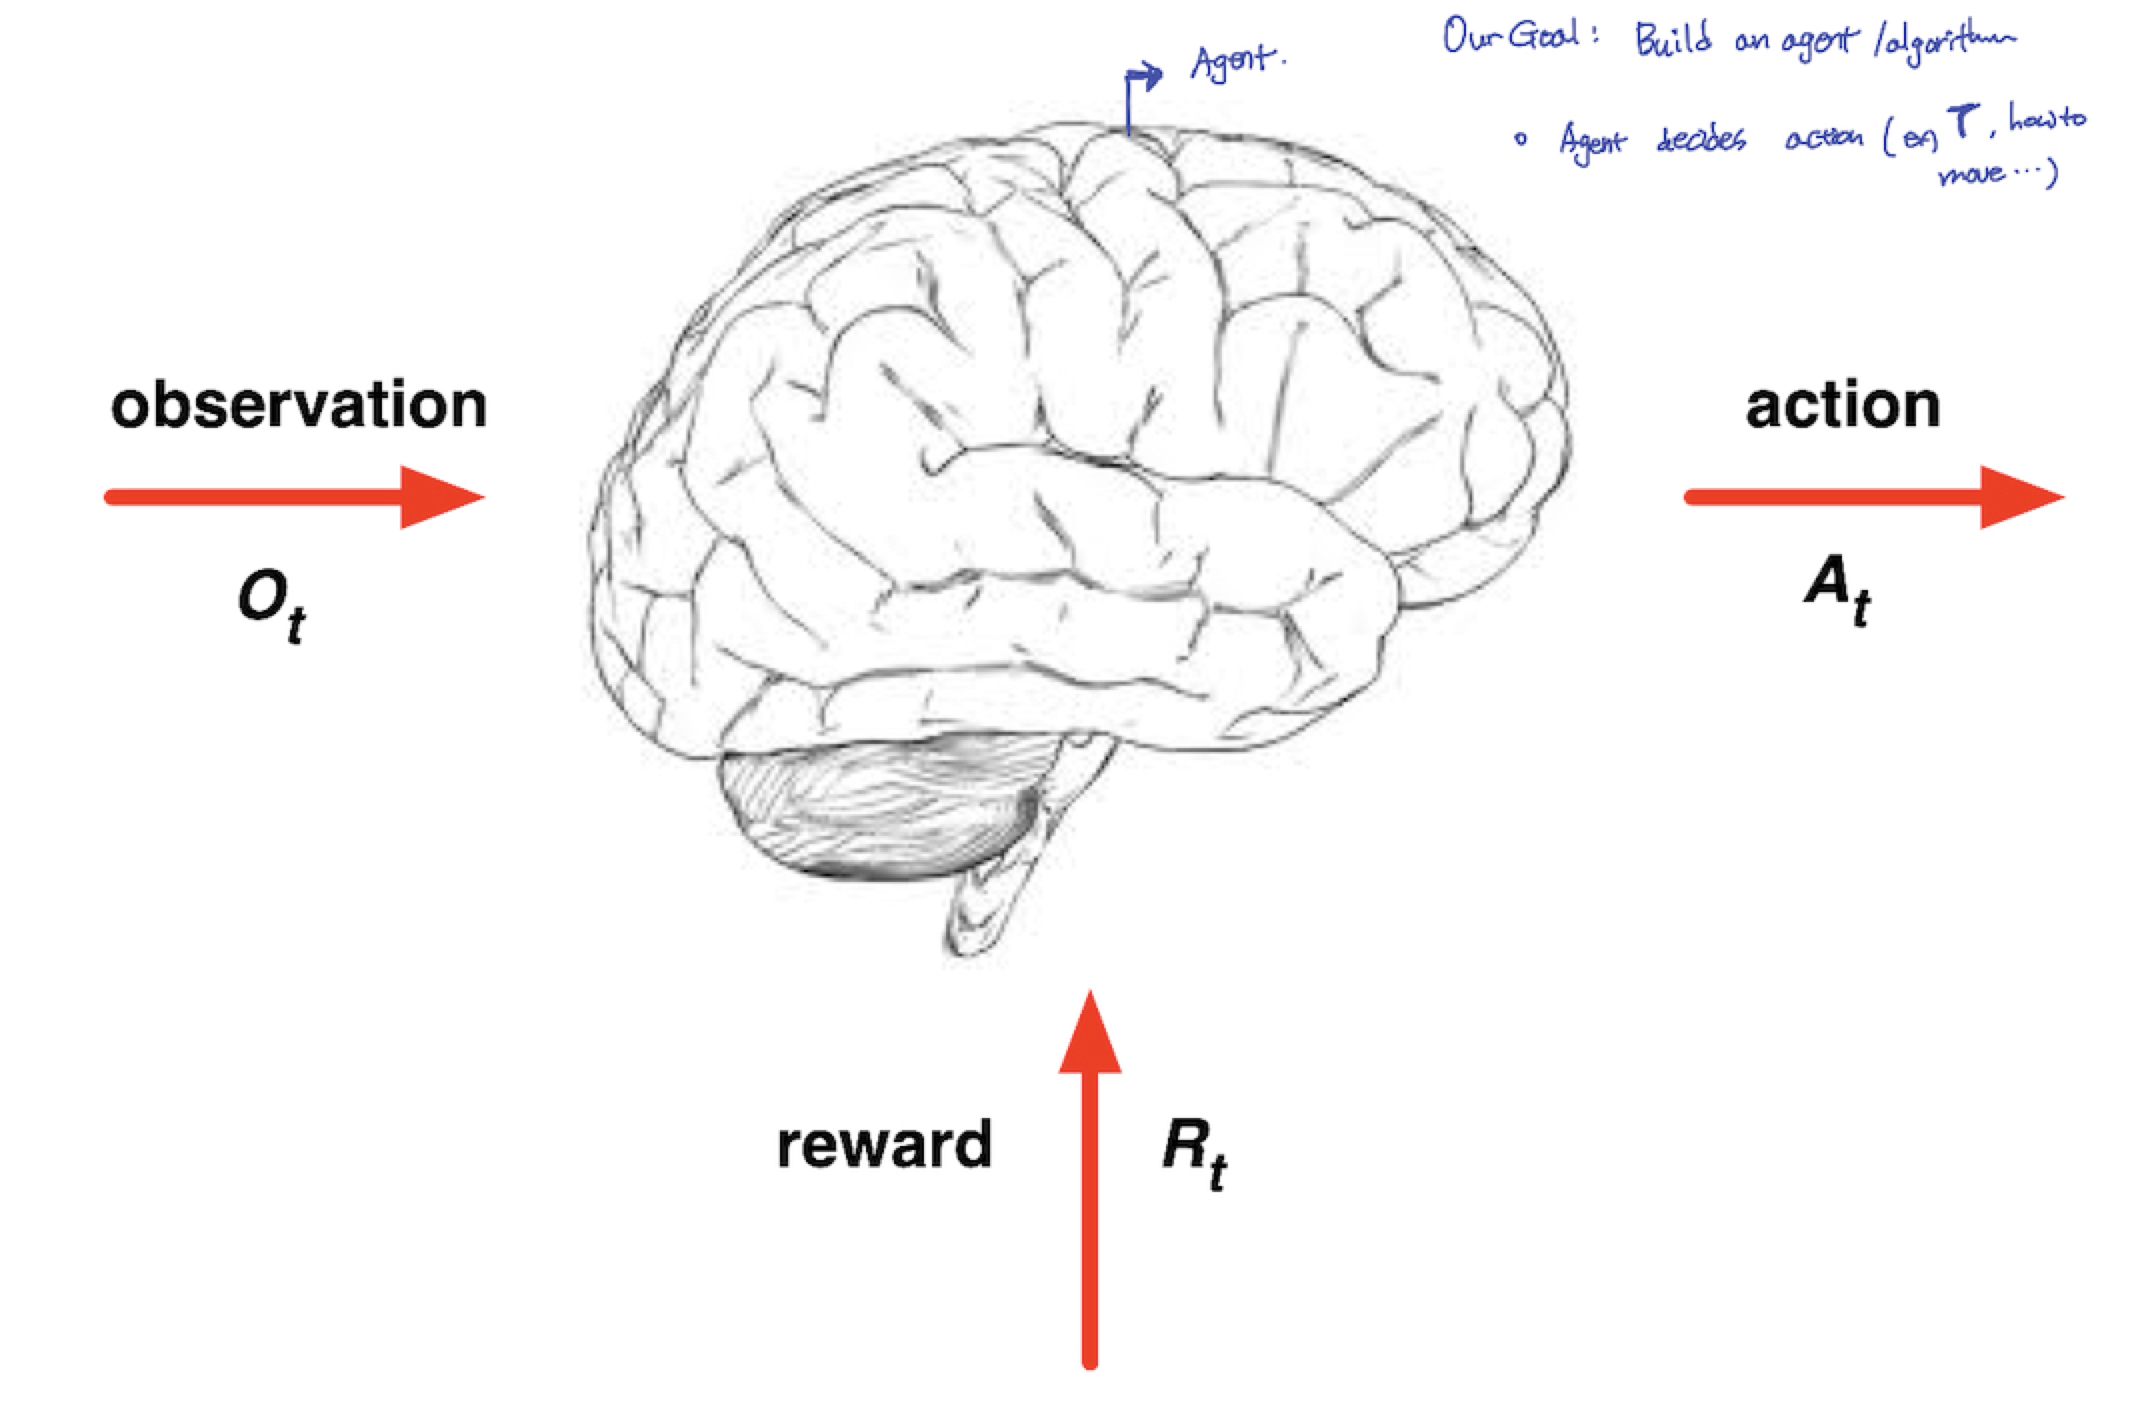 Our Goal: Build an agent / algorithm
Agent.
∘ Agent decides action (ex) T, how to
move...)
observation
action
O_t
A_t
reward
R_t